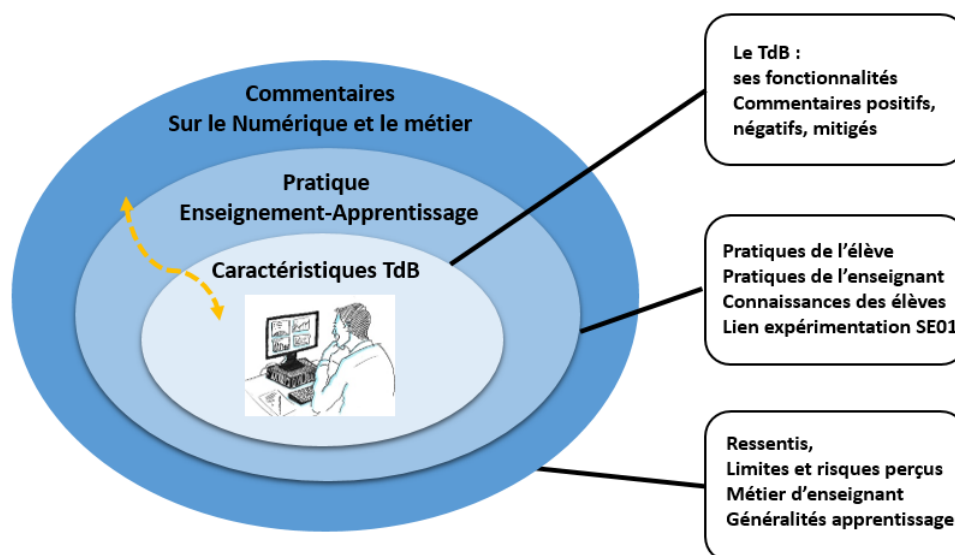 Commentaires
Sur le Numérique et le métier
Pratique
Enseignement-Apprentissage
Caractéristiques TdB
Le TdB :
ses fonctionnalités
Commentaires positifs,
négatifs, mitigés
Pratiques de l’élève
Pratiques de l’enseignant
Connaissances des élèves
Lien expérimentation SE01
Ressentis,
Limites et risques perçus
Métier d’enseignant
Généralités apprentissage